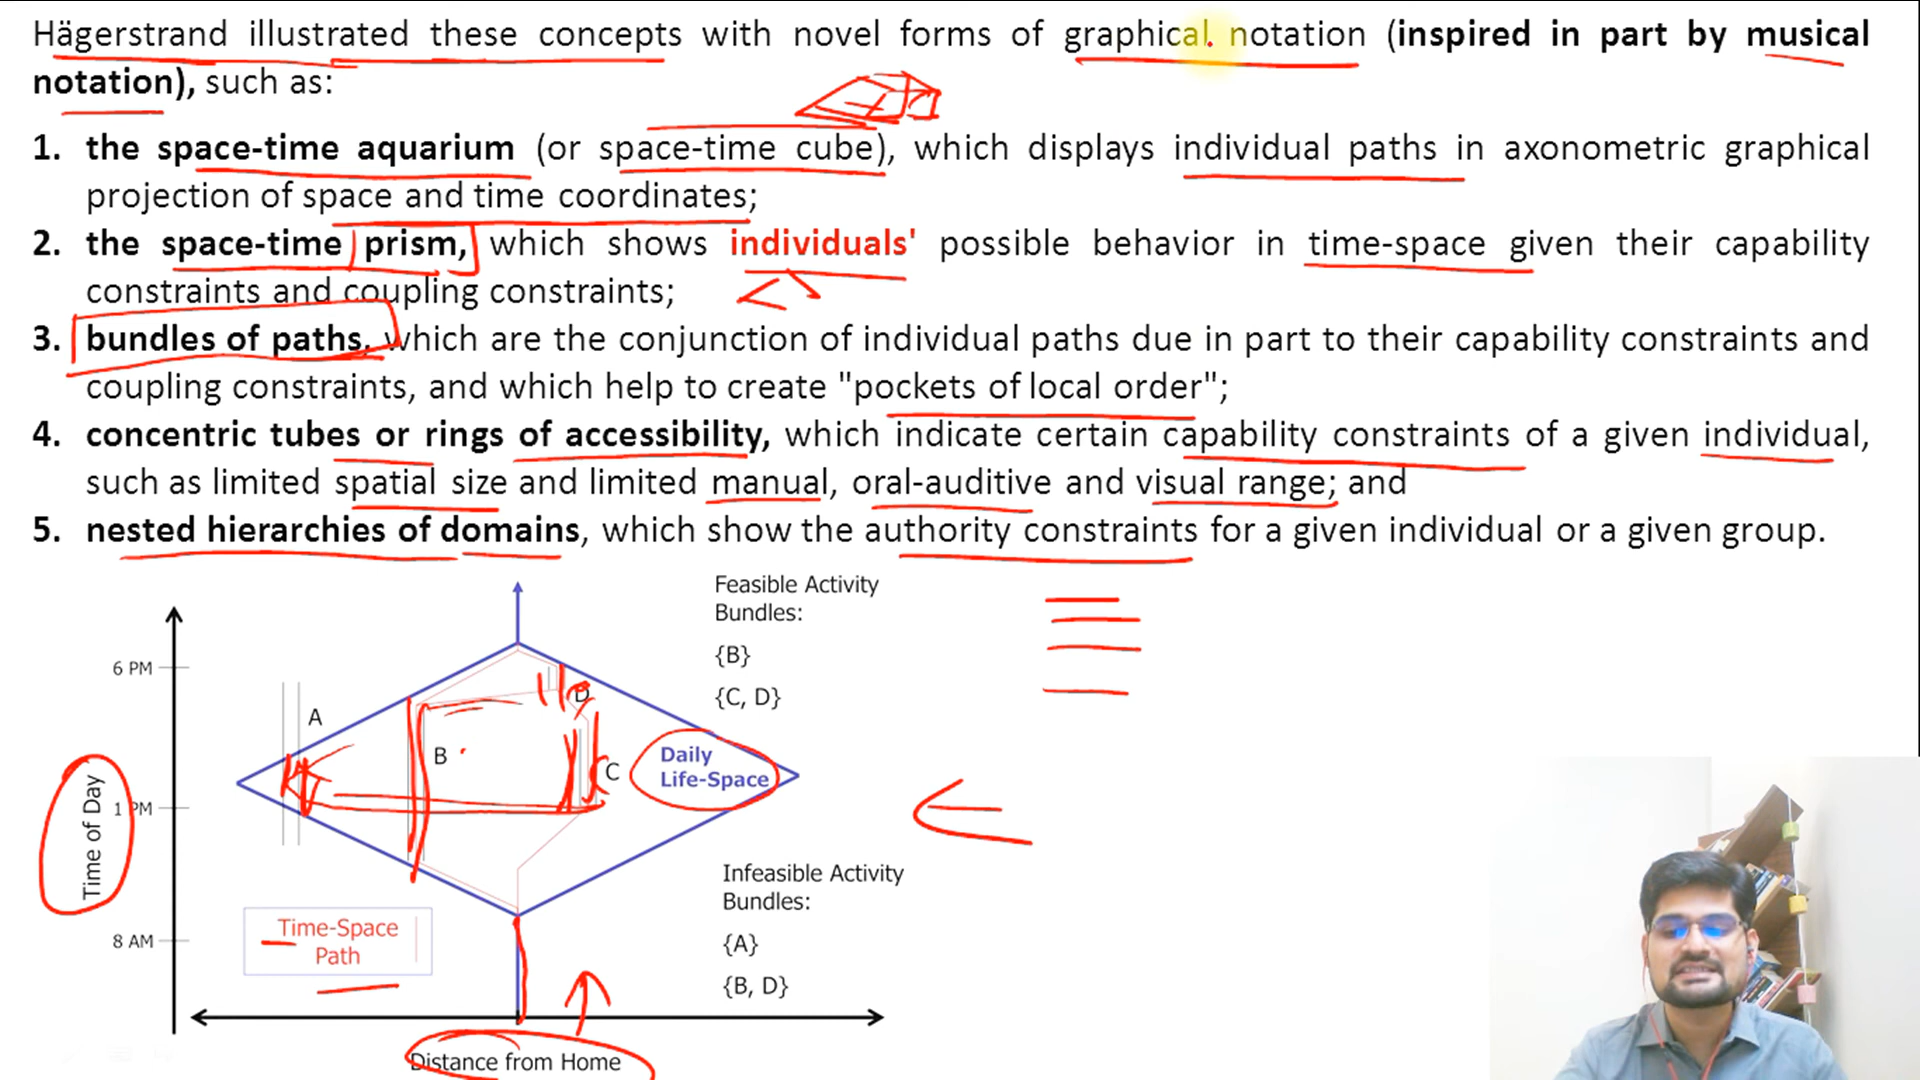 Hägerstrand illustrated these concepts with novel forms of graphical notation (inspired in part by musical
notation), such as:
1. the space-time aquarium (or space-time cube), which displays individual paths in axonometric graphical
projection of space and time coordinates;
2. the space-time prism, which shows individuals' possible behavior in time-space given their capability
constraints and coupling constraints;
3. bundles of paths, which are the conjunction of individual paths due in part to their capability constraints and
coupling constraints, and which help to create "pockets of local order";
4. concentric tubes or rings of accessibility, which indicate certain capability constraints of a given individual,
such as limited spatial size and limited manual, oral-auditive and visual range; and
5. nested hierarchies of domains, which show the authority constraints for a given individual or a given group.
Feasible Activity
Bundles:
{B}
{C, D}
6 PM
A
D
B
C
Daily
Life-Space
1 PM
Time of Day
Infeasible Activity
Bundles:
{A}
{B, D}
Time-Space
Path
8 AM
Distance from Home